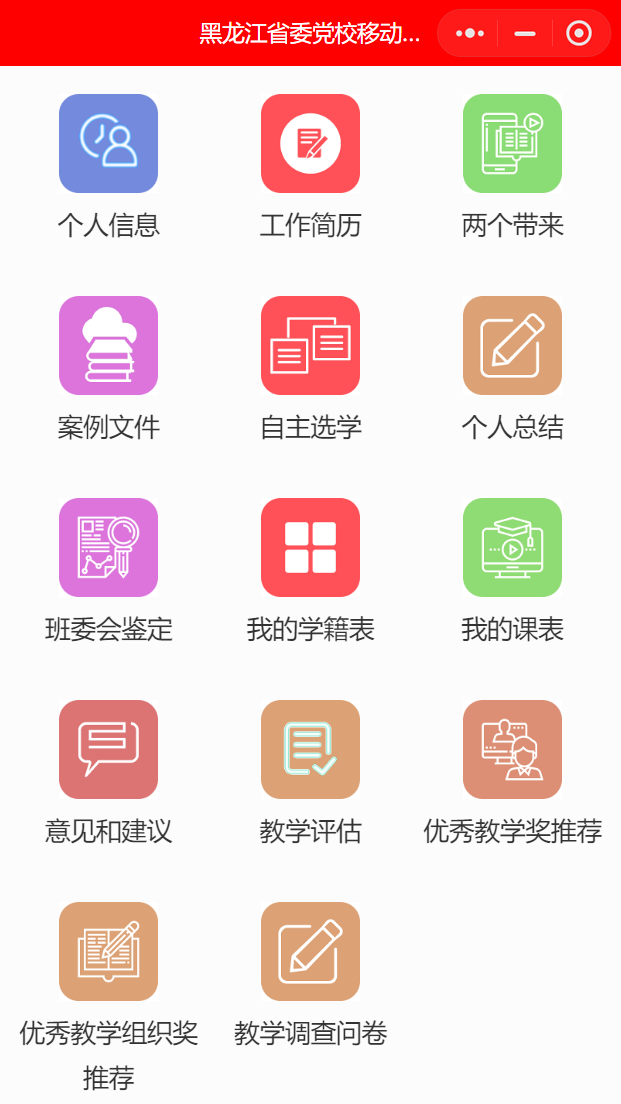 黑龙江省委党校移动...
个人信息
工作简历
两个带来
案例文件
自主选学
个人总结
班委会鉴定
我的学籍表
我的课表
意见和建议
教学评估
优秀教学奖推荐
优秀教学组织奖
推荐
教学调查问卷